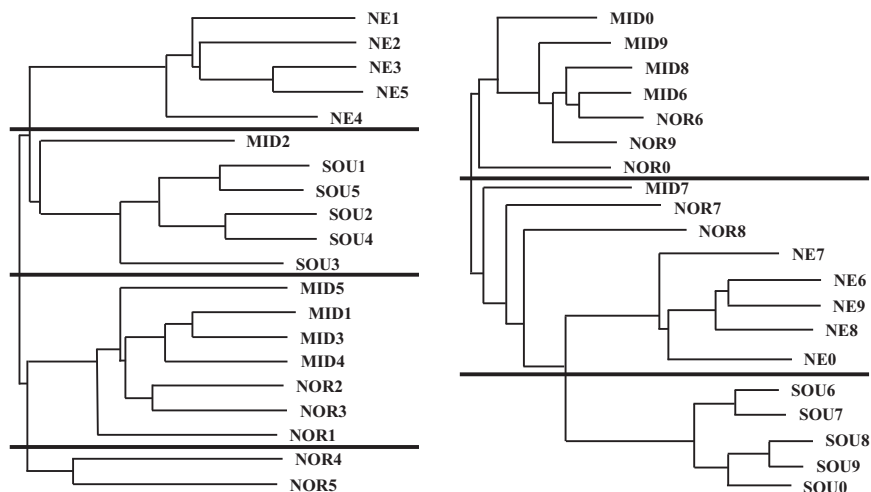 NE1
NE2
NE3
NE5
NE4
MID2
SOU1
SOU5
SOU2
SOU4
SOU3
MID5
MID1
MID3
MID4
NOR2
NOR3
NOR1
NOR4
NOR5
MID0
MID9
MID8
MID6
NOR6
NOR9
NOR0
MID7
NOR7
NOR8
NE7
NE6
NE9
NE8
NE0
SOU6
SOU7
SOU8
SOU9
SOU0